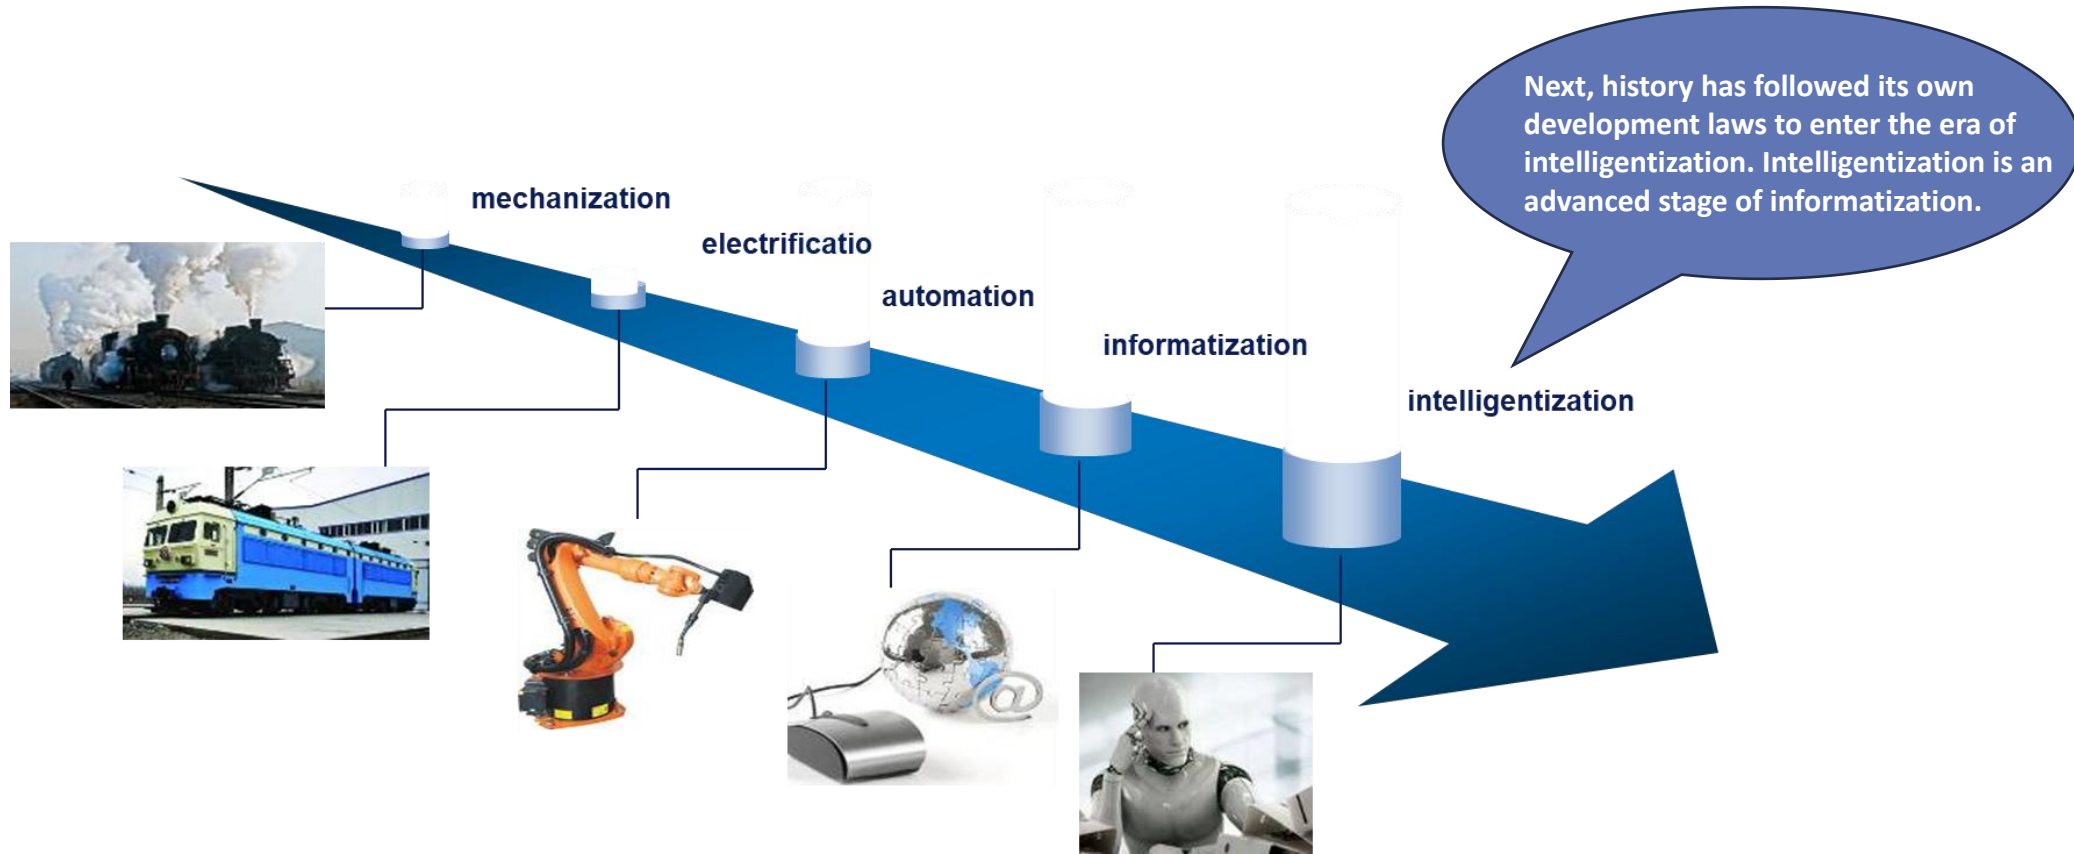 Next, history has followed its own
development laws to enter the era of
intelligentization. Intelligentization is an
advanced stage of informatization.
mechanization
electrificatio
automation
informatization
intelligentization